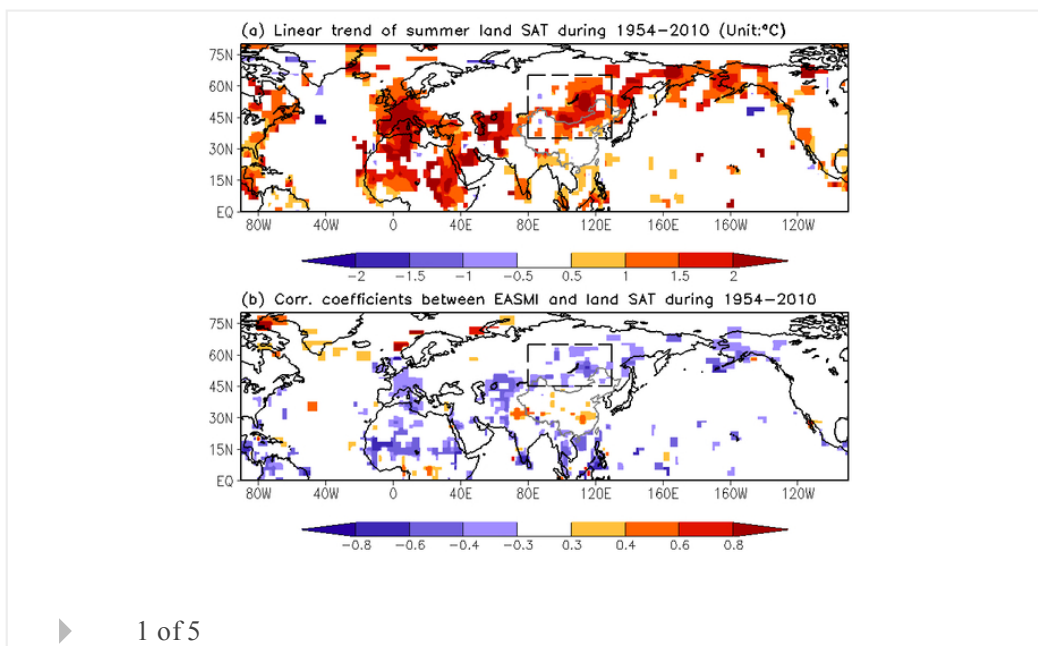 (a) Linear trend of summer land SAT during 1954-2010 (Unit:°C)
75N
60N
45N
30N
15N
EQ
80W 40W 0 40E 80E 120E 160E 160W 120W
-2 -1.5 -1 -0.5 0.5 1 1.5 2
(b) Corr. coefficients between EASMI and land SAT during 1954-2010
75N
60N
45N
30N
15N
EQ
80W 40W 0 40E 80E 120E 160E 160W 120W
-0.8 -0.6 -0.4 -0.3 0.3 0.4 0.6 0.8
1 of 5